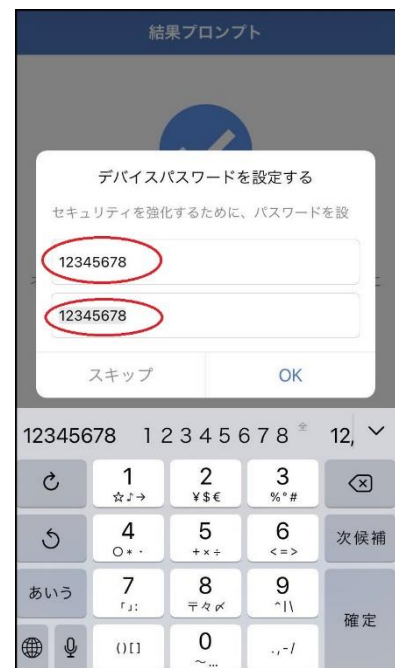 結果プロンプト
デバイスパスワードを設定する
セキュリティを強化するために、パスワードを設
12345678
12345678
スキップ OK
12345678 １２３４５６７８ 全 12,
1 2 3
☆♪→ ¥$€ %°#
4 5 6 次候補
○*・ +×÷ <=>
あいう 7 8 9
「」: 〒々〆 ^|\
確定
()[] 0 .,-/
~...